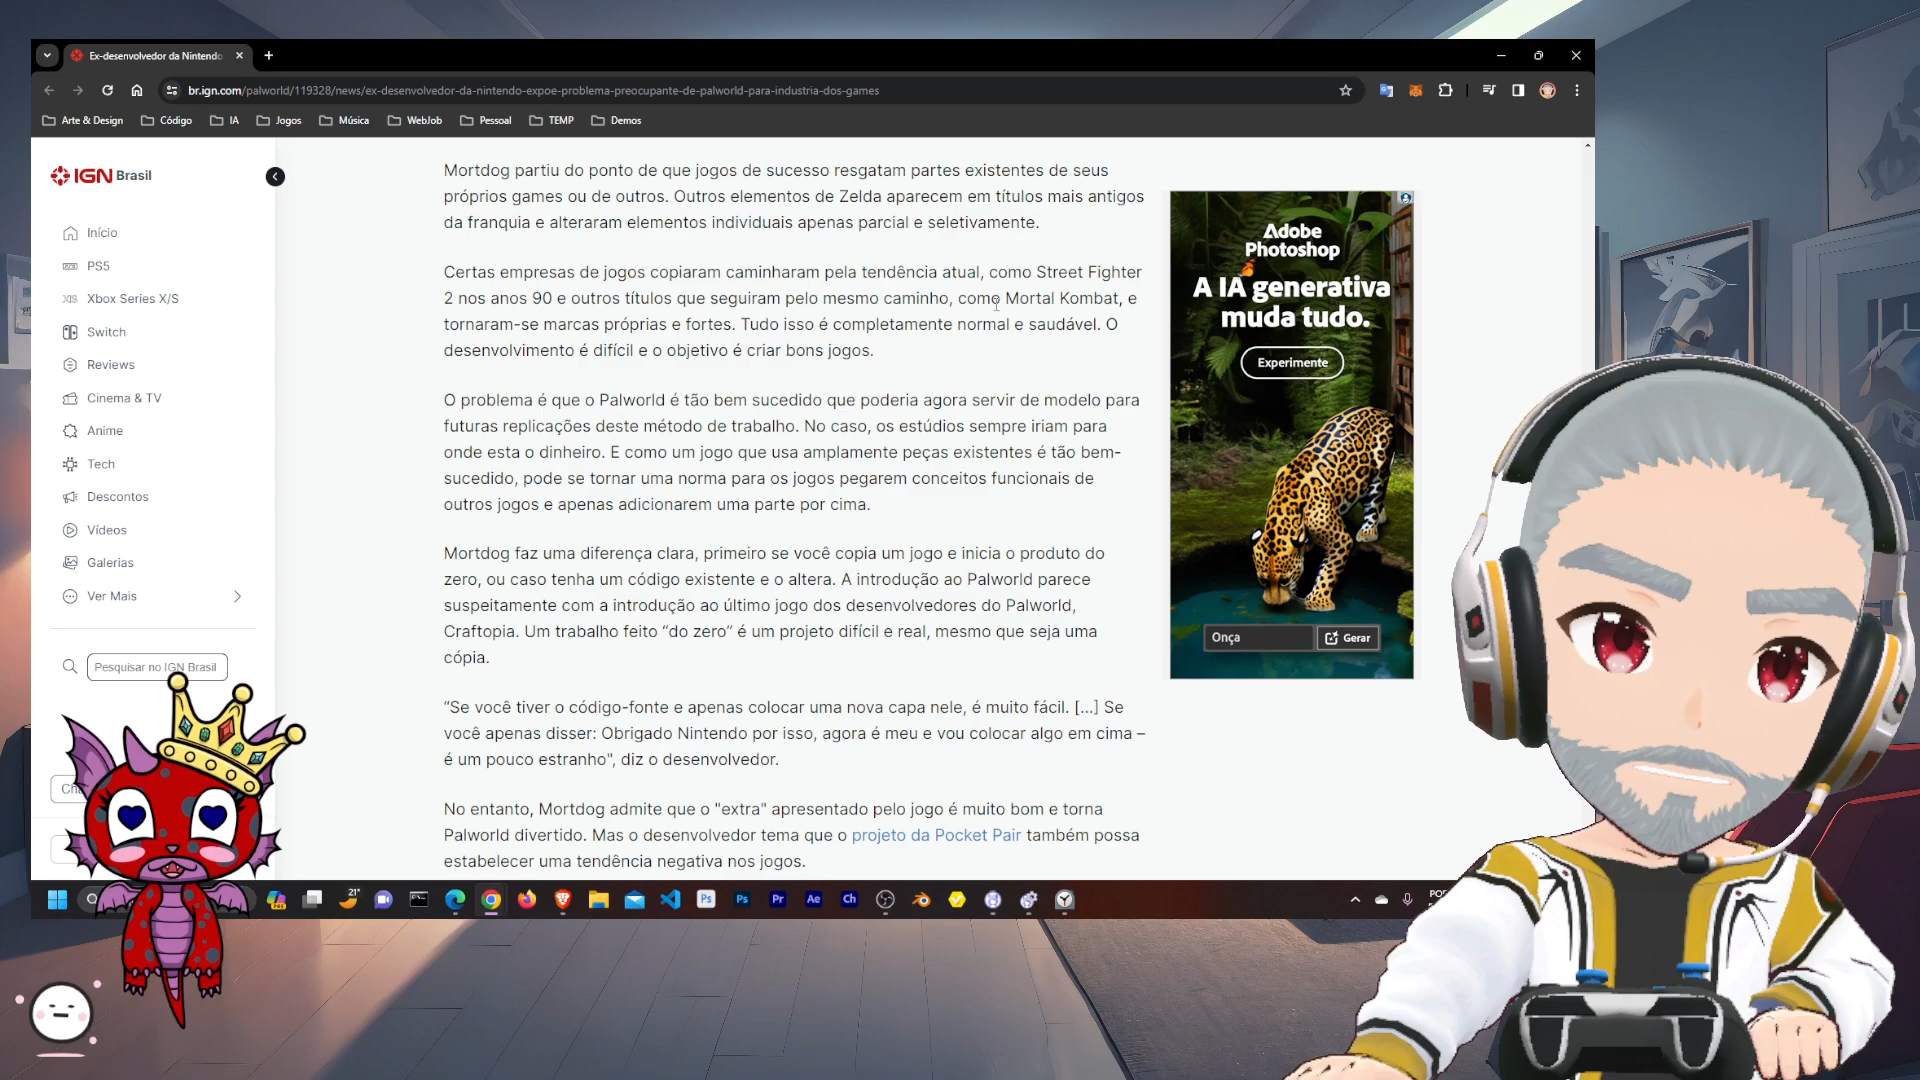 Ex-desenvolvedor da Nintendo
br.ign.com/palworld/119328/news/ex-desenvolvedor-da-nintendo-expoe-problema-preocupante-de-palworld-para-industria-dos-games
Arte & Design
Código
IA
Jogos
Música
WebJob
Pessoal
TEMP
Demos
IGN Brasil
Início
PS5
Xbox Series X/S
Switch
Reviews
Cinema & TV
Anime
Tech
Descontos
Vídeos
Galerias
Ver Mais
Pesquisar no IGN Brasil
Mortdog partiu do ponto de que jogos de sucesso resgatam partes existentes de seus
próprios games ou de outros. Outros elementos de Zelda aparecem em títulos mais antigos
da franquia e alteraram elementos individuais apenas parcial e seletivamente.
Certas empresas de jogos copiaram caminharam pela tendência atual, como Street Fighter
2 nos anos 90 e outros títulos que seguiram pelo mesmo caminho, como Mortal Kombat, e
tornaram-se marcas próprias e fortes. Tudo isso é completamente normal e saudável. O
desenvolvimento é difícil e o objetivo é criar bons jogos.
O problema é que o Palworld é tão bem sucedido que poderia agora servir de modelo para
futuras replicações deste método de trabalho. No caso, os estúdios sempre iriam para
onde esta o dinheiro. E como um jogo que usa amplamente peças existentes é tão bem-
sucedido, pode se tornar uma norma para os jogos pegarem conceitos funcionais de
outros jogos e apenas adicionarem uma parte por cima.
Mortdog faz uma diferença clara, primeiro se você copia um jogo e inicia o produto do
zero, ou caso tenha um código existente e o altera. A introdução ao Palworld parece
suspeitamente com a introdução ao último jogo dos desenvolvedores do Palworld,
Craftopia. Um trabalho feito “do zero” é um projeto difícil e real, mesmo que seja uma
cópia.
“Se você tiver o código-fonte e apenas colocar uma nova capa nele, é muito fácil. [...] Se
você apenas disser: Obrigado Nintendo por isso, agora é meu e vou colocar algo em cima –
é um pouco estranho", diz o desenvolvedor.
No entanto, Mortdog admite que o "extra" apresentado pelo jogo é muito bom e torna
Palworld divertido. Mas o desenvolvedor tema que o projeto da Pocket Pair também possa
estabelecer uma tendência negativa nos jogos.
Adobe
Photoshop
A IA generativa
muda tudo.
Experimente
Onça
Gerar
21°
Ps
Ps
Pr
Ae
Ch